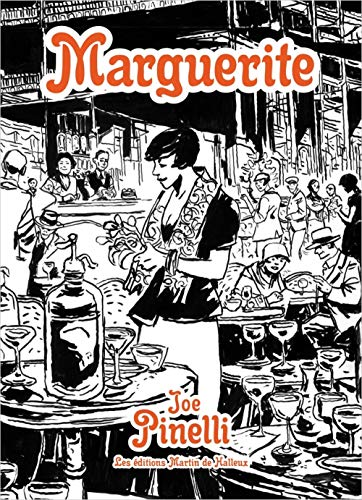 Marguerite
Joe
Pinelli
Les éditions Martin de Halleux